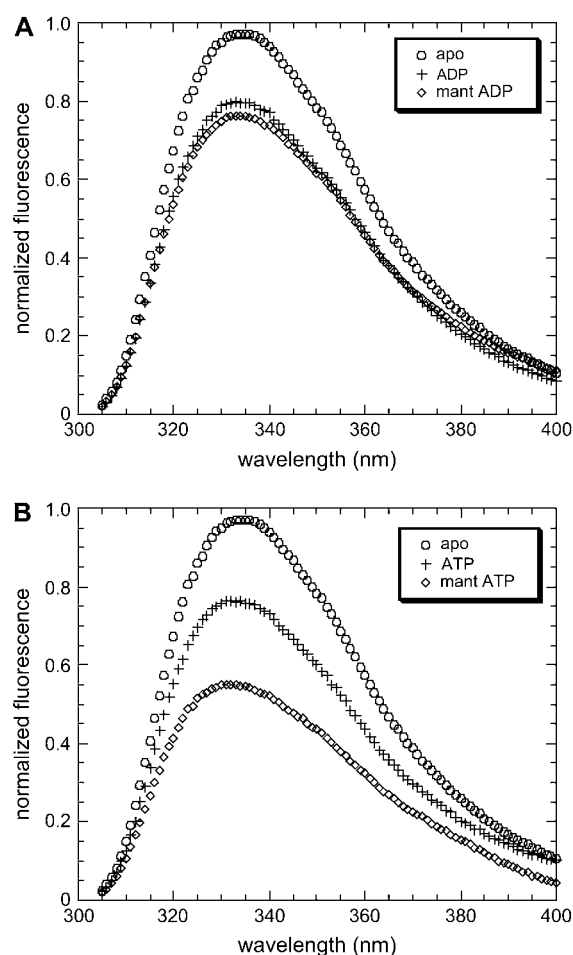 A
1.0
0.8
0.6
0.4
0.2
0
normalized fluorescence
apo
ADP
mant ADP
300 320 340 360 380 400
wavelength (nm)
B
1.0
0.8
0.6
0.4
0.2
0
normalized fluorescence
apo
ATP
mant ATP
300 320 340 360 380 400
wavelength (nm)